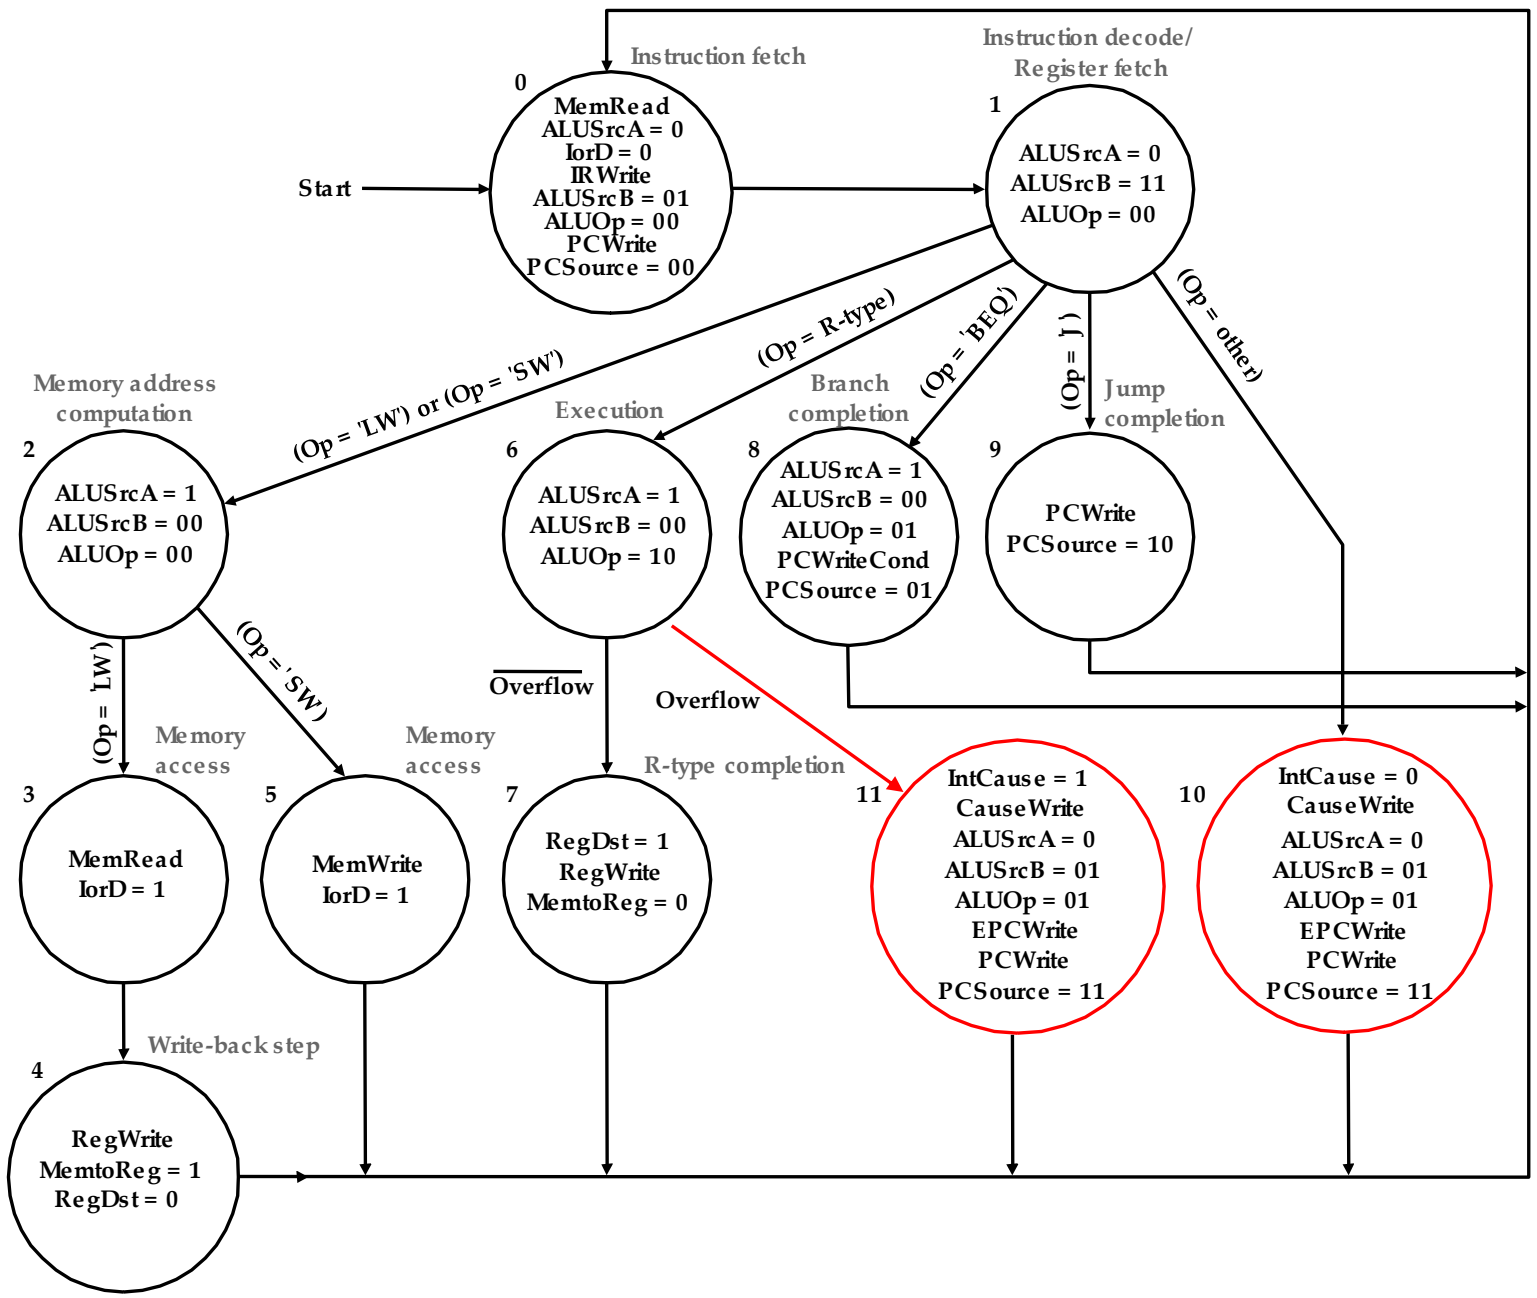 Instruction fetch
Instruction decode/
Register fetch
0
MemRead
ALUSrcA = 0
IorD = 0
IRWrite
ALUSrcB = 01
ALUOp = 00
PCWrite
PCSource = 00
Start
1
ALUSrcA = 0
ALUSrcB = 11
ALUOp = 00
(Op = 'LW') or (Op = 'SW')
(Op = R-type)
(Op = 'BEQ')
(Op = 'J')
(Op = other)
Memory address
computation
2
ALUSrcA = 1
ALUSrcB = 00
ALUOp = 00
Execution
6
ALUSrcA = 1
ALUSrcB = 00
ALUOp = 10
Branch
completion
8
ALUSrcA = 1
ALUSrcB = 00
ALUOp = 01
PCWriteCond
PCSource = 01
Jump
completion
9
PCWrite
PCSource = 10
(Op = 'LW')
(Op = 'SW')
Overflow
Overflow
Memory
access
3
MemRead
IorD = 1
Memory
access
5
MemWrite
IorD = 1
R-type completion
7
RegDst = 1
RegWrite
MemtoReg = 0
11
IntCause = 1
CauseWrite
ALUSrcA = 0
ALUSrcB = 01
ALUOp = 01
EPCWrite
PCWrite
PCSource = 11
10
IntCause = 0
CauseWrite
ALUSrcA = 0
ALUSrcB = 01
ALUOp = 01
EPCWrite
PCWrite
PCSource = 11
Write-back step
4
RegWrite
MemtoReg = 1
RegDst = 0